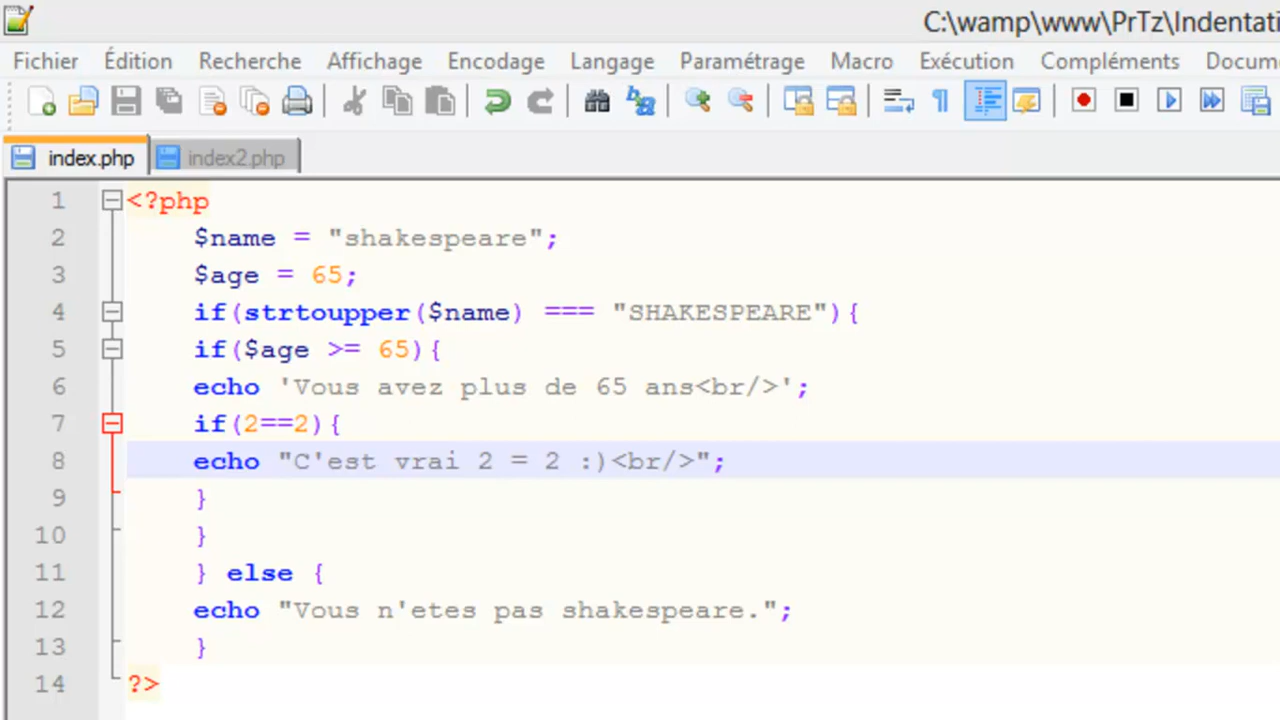 C:\wamp\www\PrTz\Indentati
Fichier Édition Recherche Affichage Encodage Langage Paramétrage Macro Exécution Compléments Docum
index.php index2.php
1 <?php
2 $name = "shakespeare";
3 $age = 65;
4 if(strtoupper($name) === "SHAKESPEARE"){
5 if($age >= 65){
6 echo 'Vous avez plus de 65 ans<br/>';
7 if(2==2){
8 echo "C'est vrai 2 = 2 :)<br/>";
9 }
10 }
11 } else {
12 echo "Vous n'etes pas shakespeare.";
13 }
14 ?>